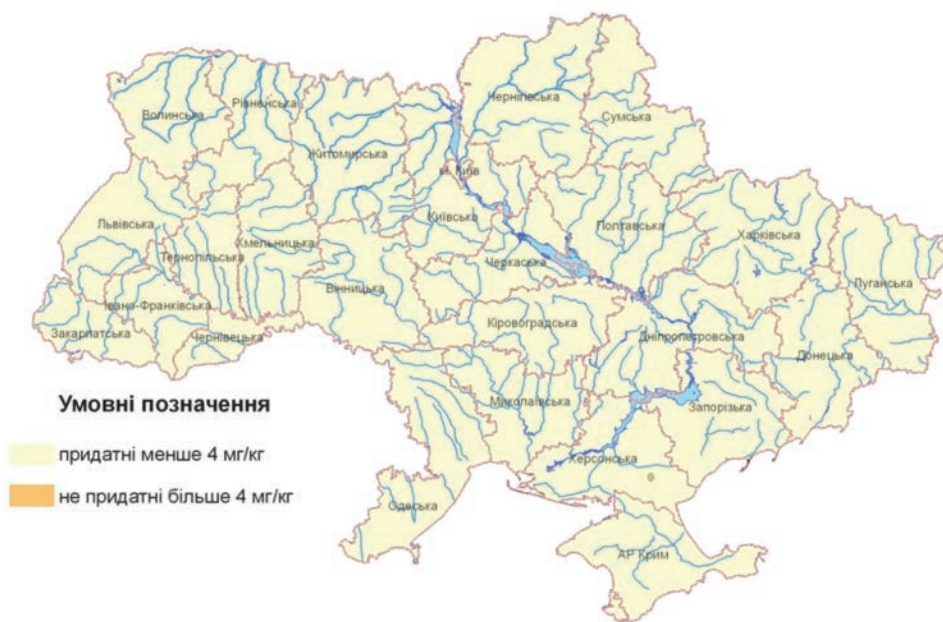 Чернігівська
Рівненська
Волинська
Сумська
Житомирська
м. Київ
Київська
Львівська
Полтавська
Харківська
Хмельницька
Тернопільська
Черкаська
Вінницька
Луганська
Івано-Франківська
Кіровоградська
Закарпатська
Чернівецька
Дніпропетровська
Донецька
Умовні позначення
Миколаївська
Запорізька
придатні менше 4 мг/кг
Херсонська
не придатні більше 4 мг/кг
Одеська
АР Крим